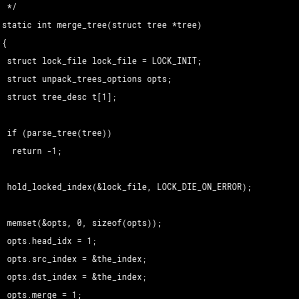 */
static int merge_tree(struct tree *tree)
{
struct lock_file lock_file = LOCK_INIT;
struct unpack_trees_options opts;
struct tree_desc t[1];
if (parse_tree(tree))
return -1;
hold_locked_index(&lock_file, LOCK_DIE_ON_ERROR);
memset(&opts, 0, sizeof(opts));
opts.head_idx = 1;
opts.src_index = &the_index;
opts.dst_index = &the_index;
opts.merge = 1;